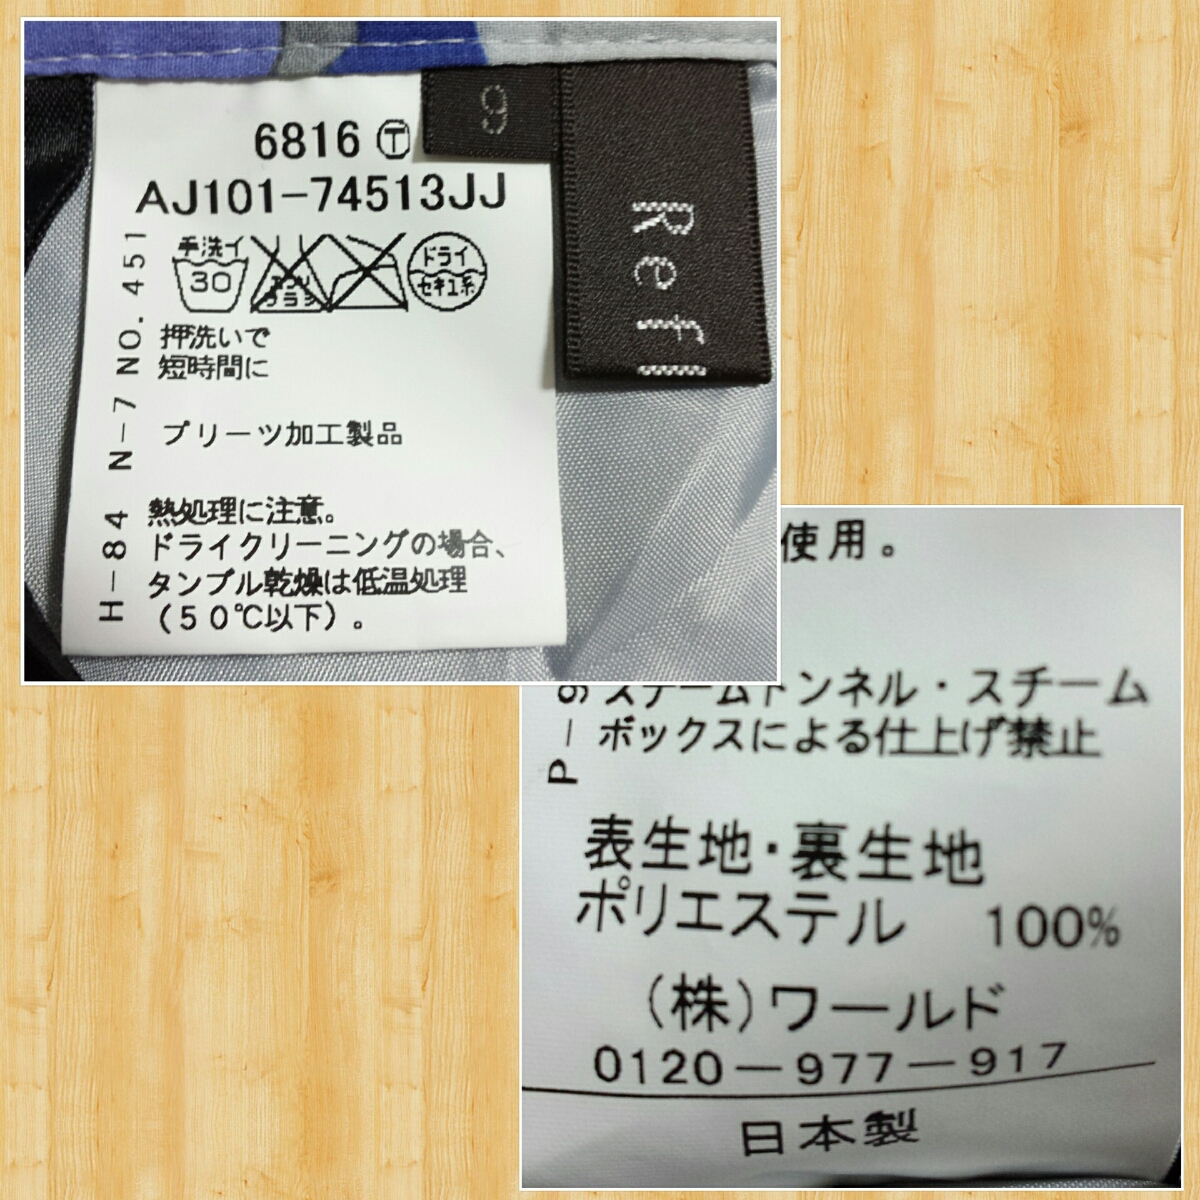 6816 Ⓣ
AJ101-74513JJ
手洗イ
30
エンソ
ドライ
セキユ系
押洗いで
短時間に
プリーツ加工製品
熱処理に注意。
ドライクリーニングの場合、
タンブル乾燥は低温処理
(50℃以下)。
H-84 N-7 NO.451
9
Refl
使用。
スチームトンネル・スチーム
ボックスによる仕上げ禁止
表生地・裏生地
ポリエステル 100%
(株)ワールド
0120-977-917
日本製